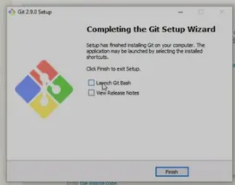 Git 2.9.0 Setup
Completing the Git Setup Wizard
Setup has finished installing Git on your computer. The
application may be launched by selecting the installed
shortcuts.
Click Finish to exit Setup.
Launch Git Bash
View Release Notes
Finish